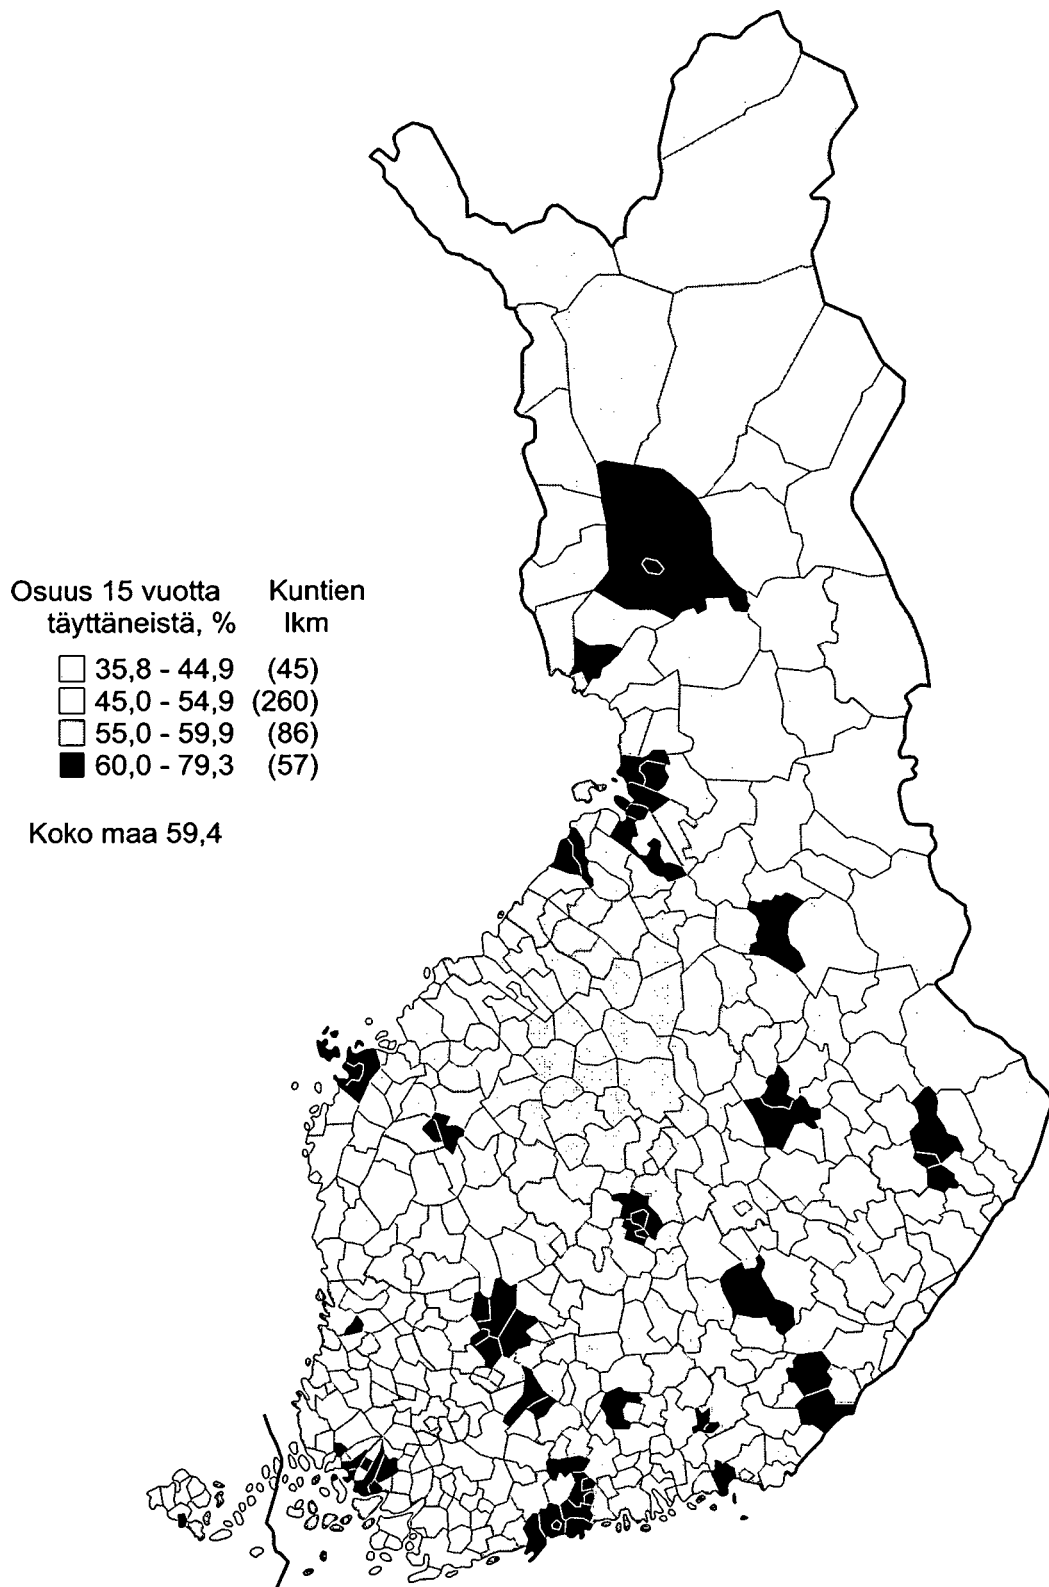 Osuus 15 vuotta Kuntien
täyttäneistä, % lkm
35,8 - 44,9 (45)
45,0 - 54,9 (260)
55,0 - 59,9 (86)
60,0 - 79,3 (57)
Koko maa 59,4